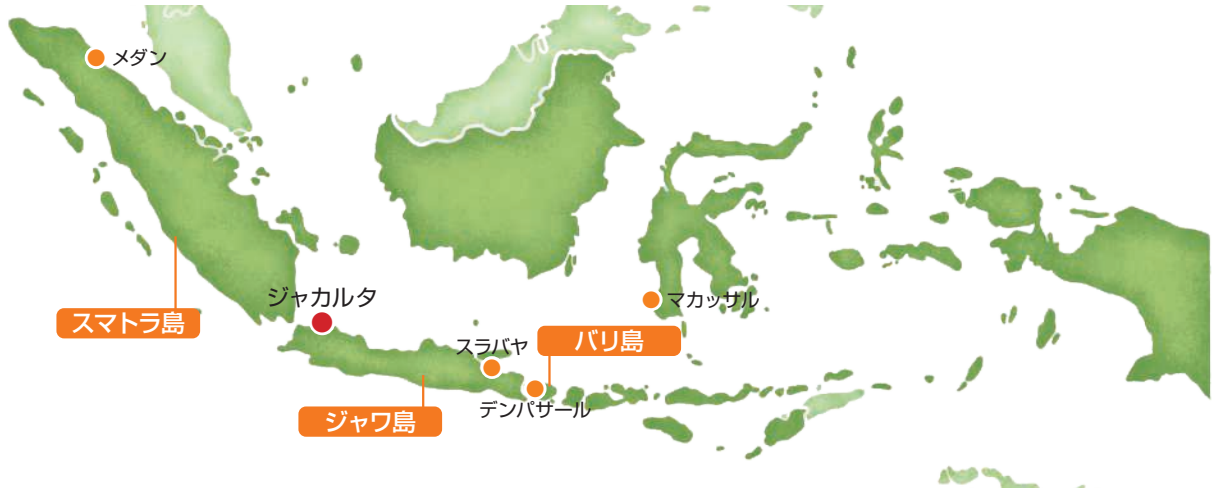 メダン
スマトラ島
ジャカルタ
マカッサル
スラバヤ
バリ島
デンパサール
ジャワ島